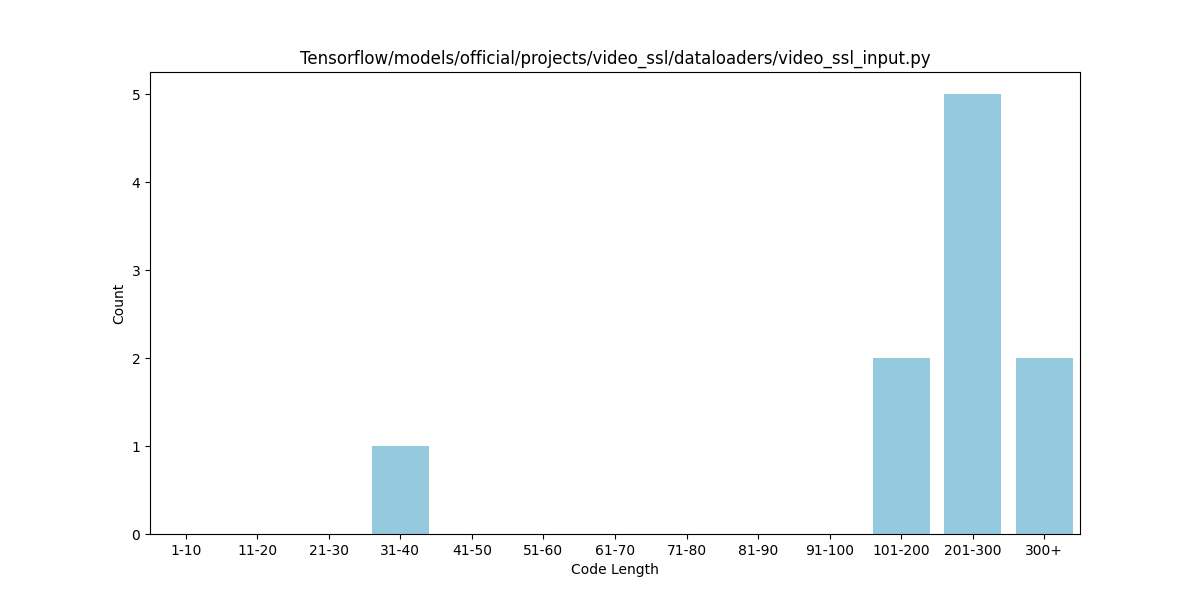 Tensorflow/models/official/projects/video_ssl/dataloaders/video_ssl_input.py
5
4
3
2
1
0
Count
1-10 11-20 21-30 31-40 41-50 51-60 61-70 71-80 81-90 91-100 101-200 201-300 300+
Code Length